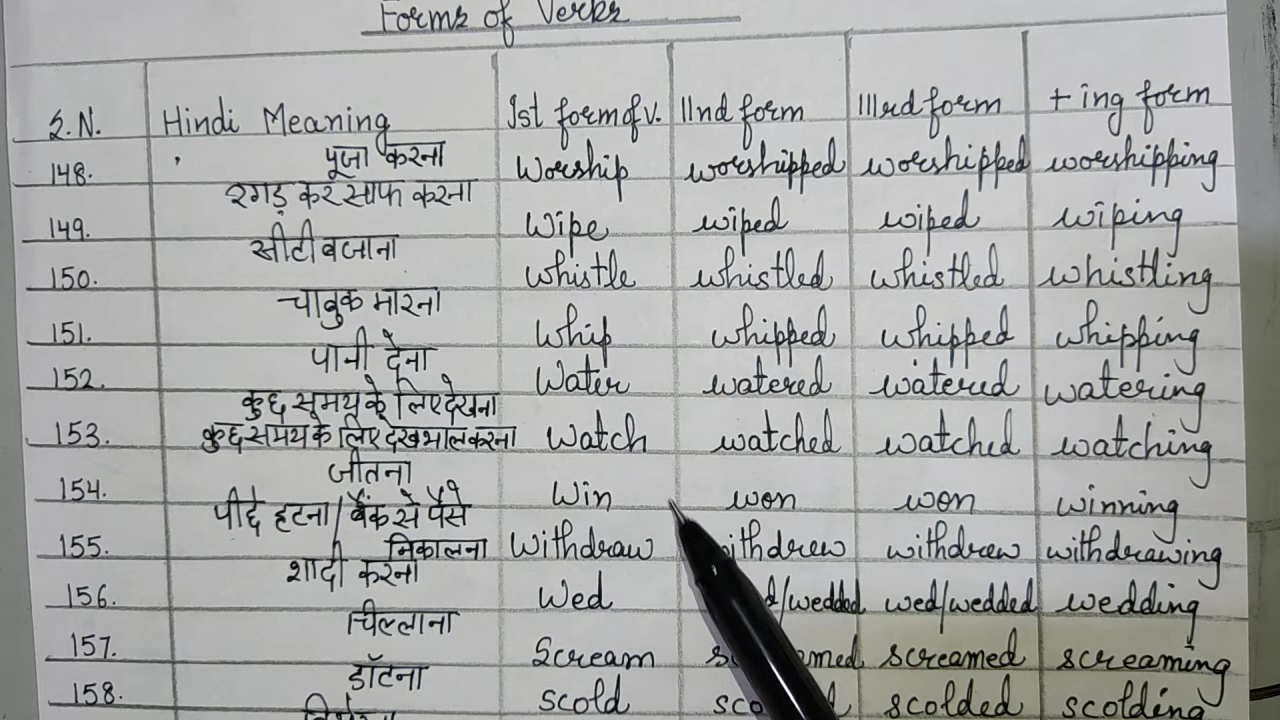 Forms of Verbs
S.N. Hindi Meaning Ist form of v. IInd form IIIrd form + ing form
148. पूजा करना Worship worshipped worshipped worshipping
149. रगड़ कर साफ करना Wipe wiped wiped wiping
150. सीटी बजाना Whistle whistled whistled whistling
151. चाबुक मारना Whip whipped whipped whipping
152. पानी देना Water watered watered watering
कुछ समय के लिए देखना
153. कुछ समय के लिए देखभाल करना Watch watched watched watching
154. जीतना Win won won winning
पीछे हटना/बैंक से पैसे
155. निकालना Withdraw withdrew withdrew withdrawing
156. शादी करना Wed /wedded wed/wedded wedding
157. चिल्लाना Scream screamed screaming
158. डाँटना Scold scolded scolding